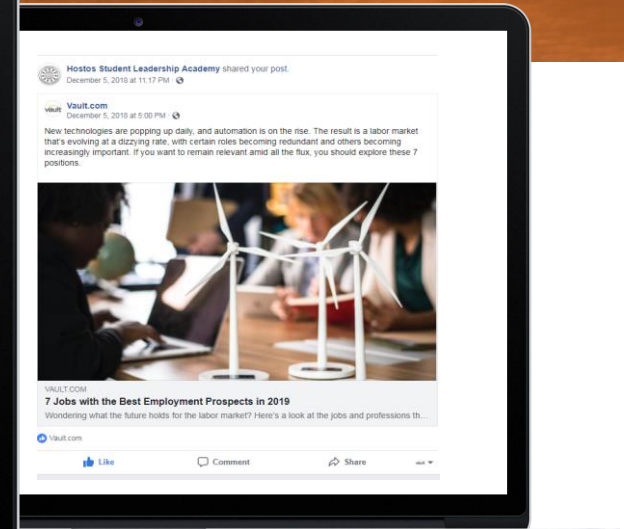 Hostos Student Leadership Academy shared your post.
December 5, 2018 at 11:17 PM ·
vault
Vault.com
December 5, 2018 at 5:00 PM ·
New technologies are popping up daily, and automation is on the rise. The result is a labor market
that's evolving at a dizzying rate, with certain roles becoming redundant and others becoming
increasingly important. If you want to remain relevant amid all the flux, you should explore these 7
positions.
VAULT.COM
7 Jobs with the Best Employment Prospects in 2019
Wondering what the future holds for the labor market? Here's a look at the jobs and professions th...
Vault.com
Like Comment Share